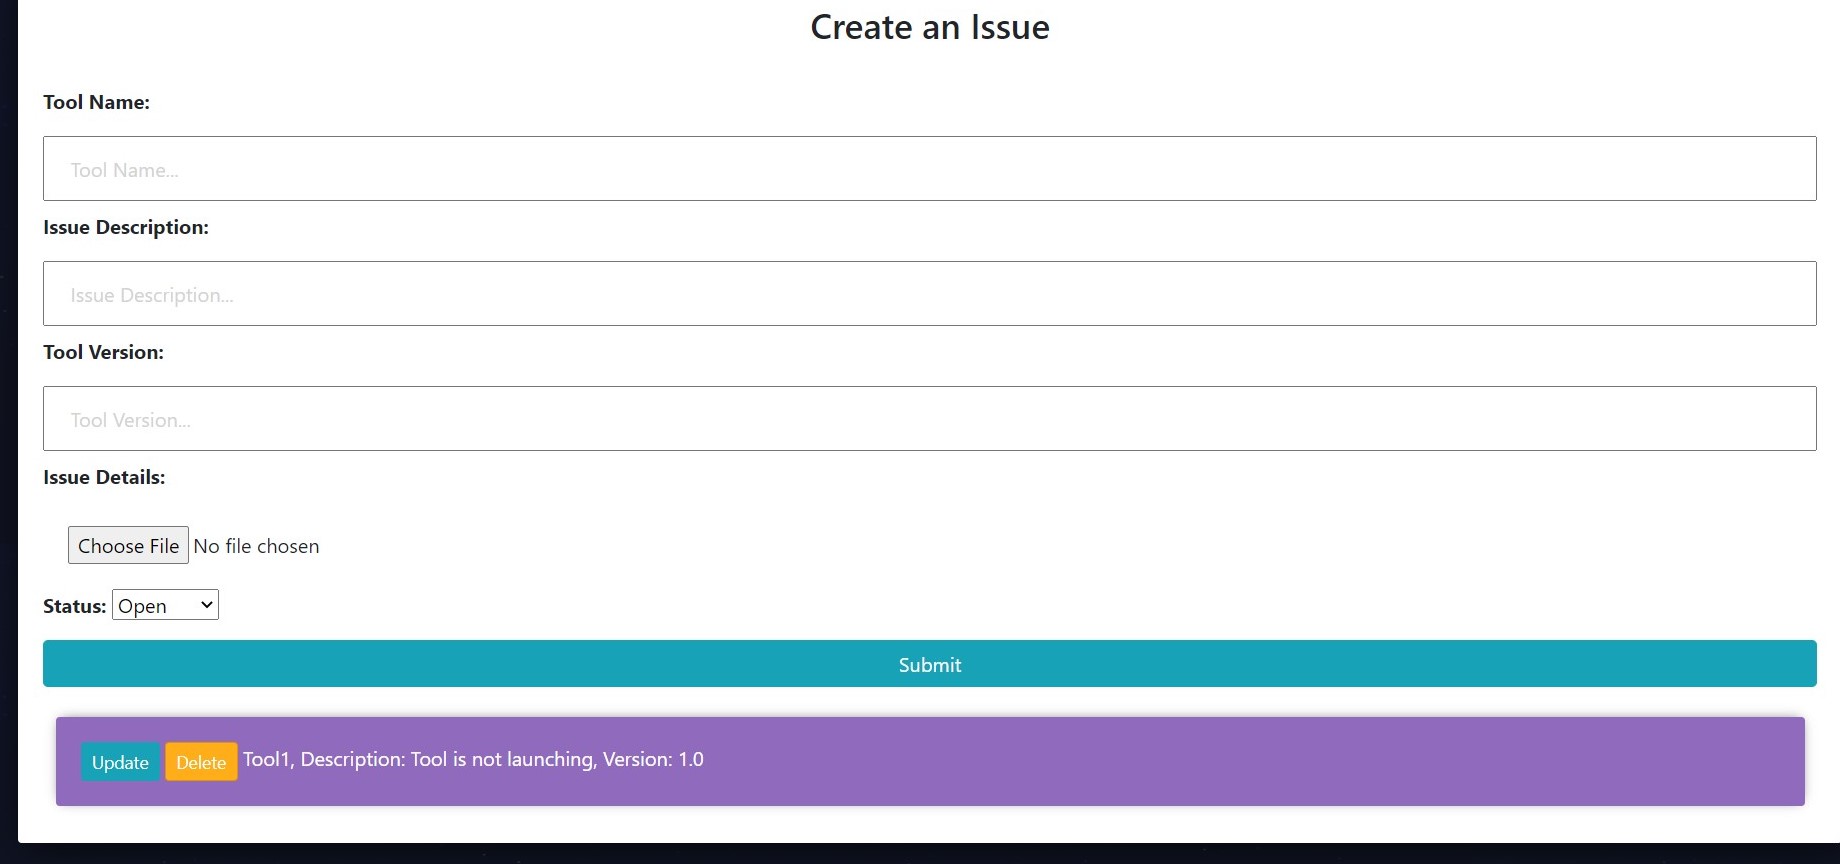 Create an Issue
Tool Name:
Tool Name...
Issue Description:
Issue Description...
Tool Version:
Tool Version...
Issue Details:
Choose File No file chosen
Status: Open
Submit
Update Delete Tool1, Description: Tool is not launching, Version: 1.0